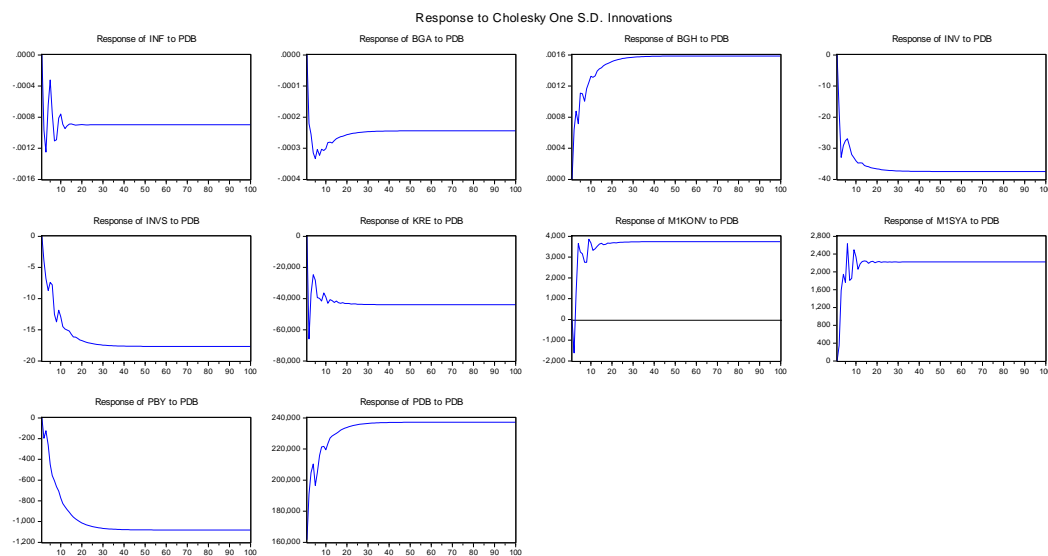 Response to Cholesky One S.D. Innovations
Response of INF to PDB
.0000
-.0004
-.0008
-.0012
-.0016
10 20 30 40 50 60 70 80 90 100
Response of BGA to PDB
.0000
-.0001
-.0002
-.0003
-.0004
10 20 30 40 50 60 70 80 90 100
Response of BGH to PDB
.0016
.0012
.0008
.0004
.0000
10 20 30 40 50 60 70 80 90 100
Response of INV to PDB
0
-10
-20
-30
-40
10 20 30 40 50 60 70 80 90 100
Response of INVS to PDB
0
-5
-10
-15
-20
10 20 30 40 50 60 70 80 90 100
Response of KRE to PDB
0
-20,000
-40,000
-60,000
-80,000
10 20 30 40 50 60 70 80 90 100
Response of M1KONV to PDB
4,000
3,000
2,000
1,000
0
-1,000
-2,000
10 20 30 40 50 60 70 80 90 100
Response of M1SYA to PDB
2,800
2,400
2,000
1,600
1,200
800
400
0
10 20 30 40 50 60 70 80 90 100
Response of PBY to PDB
0
-200
-400
-600
-800
-1,000
-1,200
10 20 30 40 50 60 70 80 90 100
Response of PDB to PDB
240,000
220,000
200,000
180,000
160,000
10 20 30 40 50 60 70 80 90 100